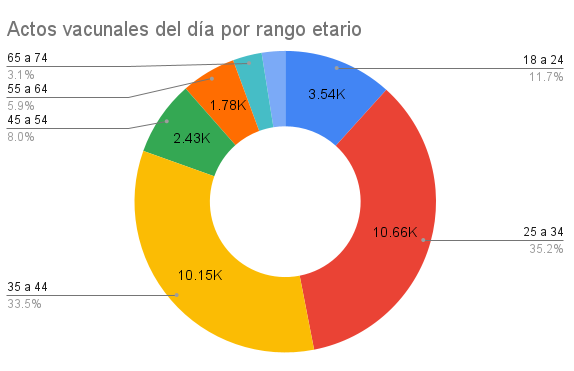 Actos vacunales del día por rango etario
65 a 74
3.1%
55 a 64
5.9%
45 a 54
8.0%
35 a 44
33.5%
18 a 24
11.7%
25 a 34
35.2%
3.54K
10.66K
10.15K
2.43K
1.78K